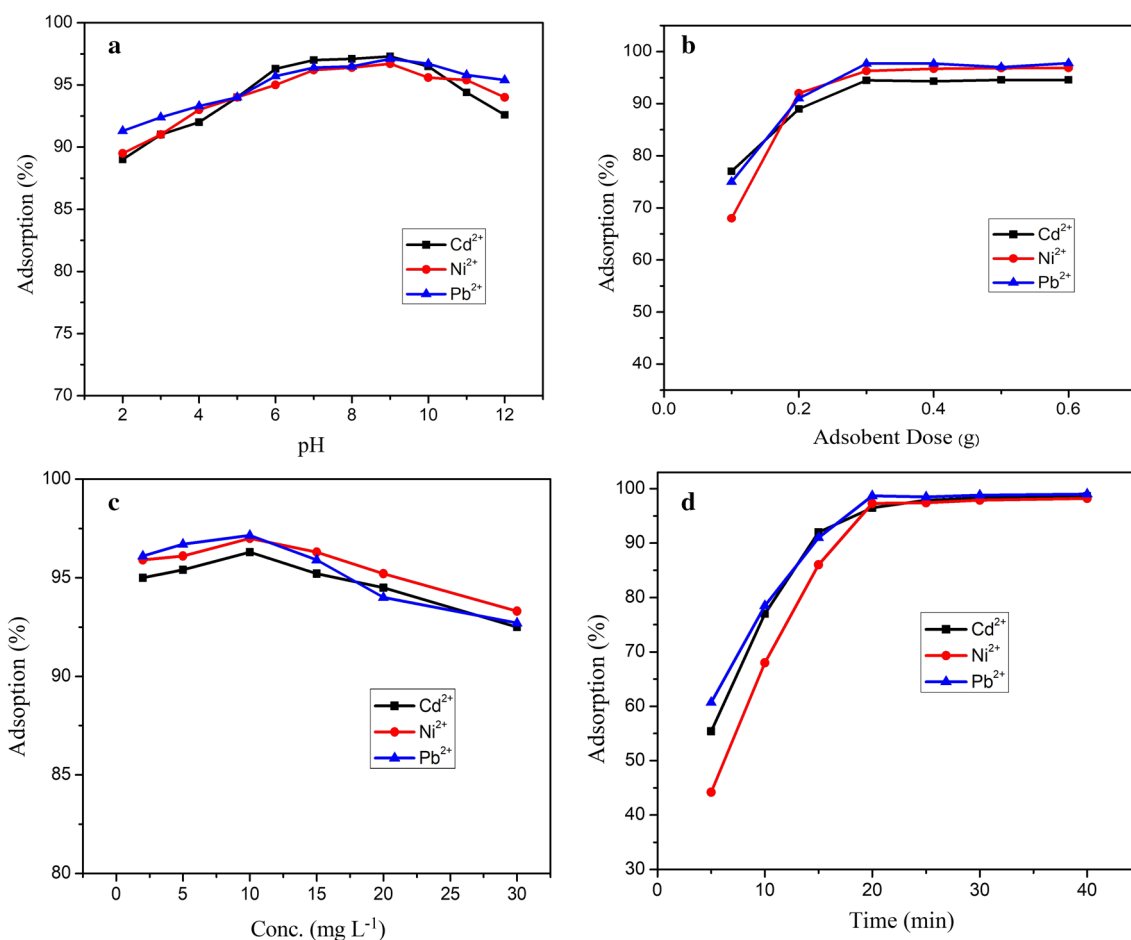 a
Adsorption (%)
100
95
90
85
80
75
70
2 4 6 8 10 12
pH
Cd²⁺
Ni²⁺
Pb²⁺
b
Adsorption (%)
100
90
80
70
60
50
40
0.0 0.2 0.4 0.6
Adsobent Dose (g)
Cd²⁺
Ni²⁺
Pb²⁺
c
Adsoption (%)
100
95
90
85
80
0 5 10 15 20 25 30
Conc. (mg L⁻¹)
Cd²⁺
Ni²⁺
Pb²⁺
d
Adsorption (%)
100
90
80
70
60
50
40
30
0 10 20 30 40
Time (min)
Cd²⁺
Ni²⁺
Pb²⁺